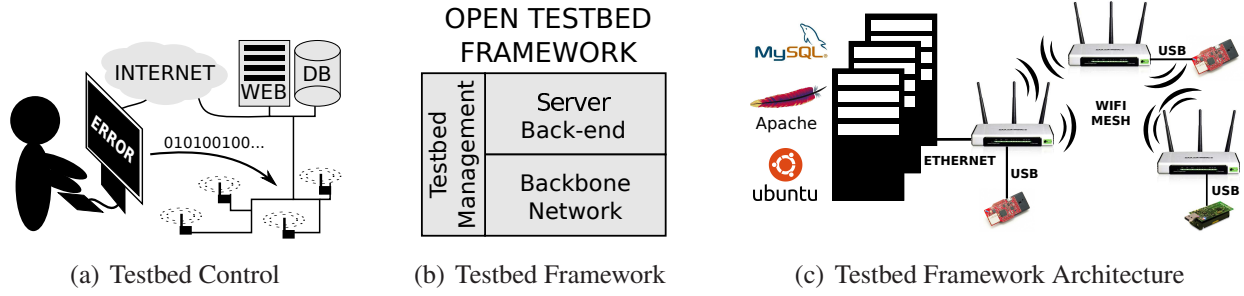 INTERNET
WEB
DB
ERROR
010100100...
(a) Testbed Control
OPEN TESTBED
FRAMEWORK
Testbed
Management
Server
Back-end
Backbone
Network
(b) Testbed Framework
MySQL
Apache
ubuntu
ETHERNET
USB
WIFI
MESH
USB
USB
(c) Testbed Framework Architecture